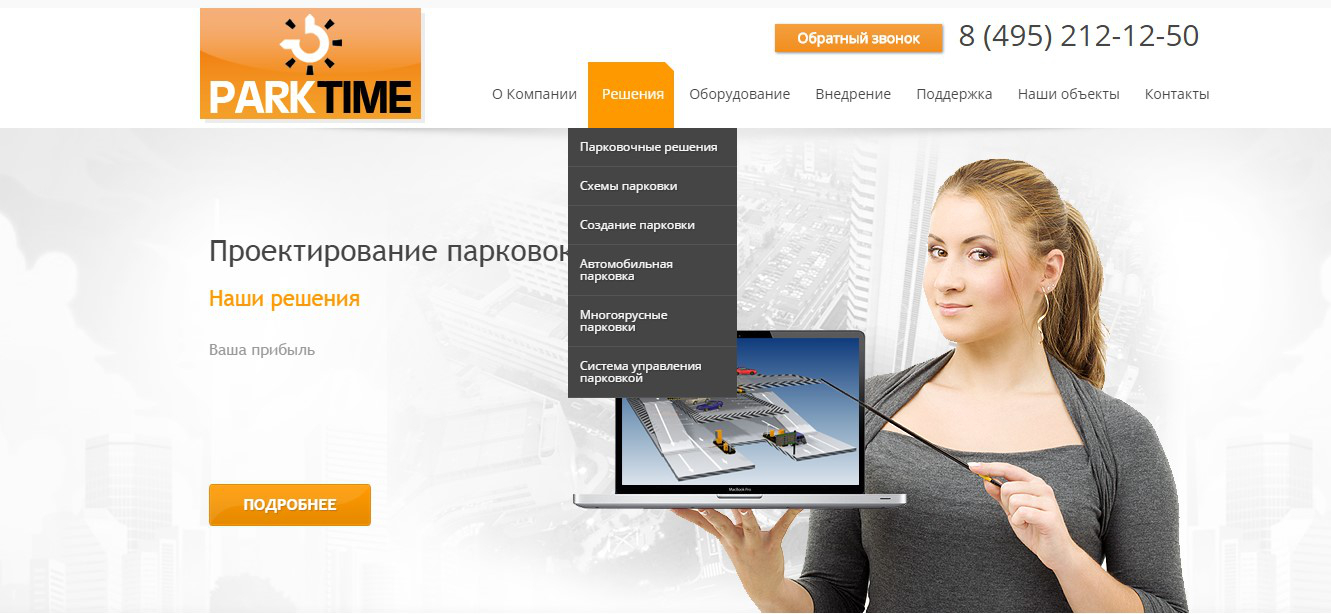 Обратный звонок
8 (495) 212-12-50
PARKTIME
О Компании Решения Оборудование Внедрение Поддержка Наши объекты Контакты
Парковочные решения
Схемы парковки
Создание парковки
Автомобильная
парковка
Многоярусные
парковки
Система управления
парковкой
Проектирование парковок
Наши решения
Ваша прибыль
ПОДРОБНЕЕ
MacBook Pro